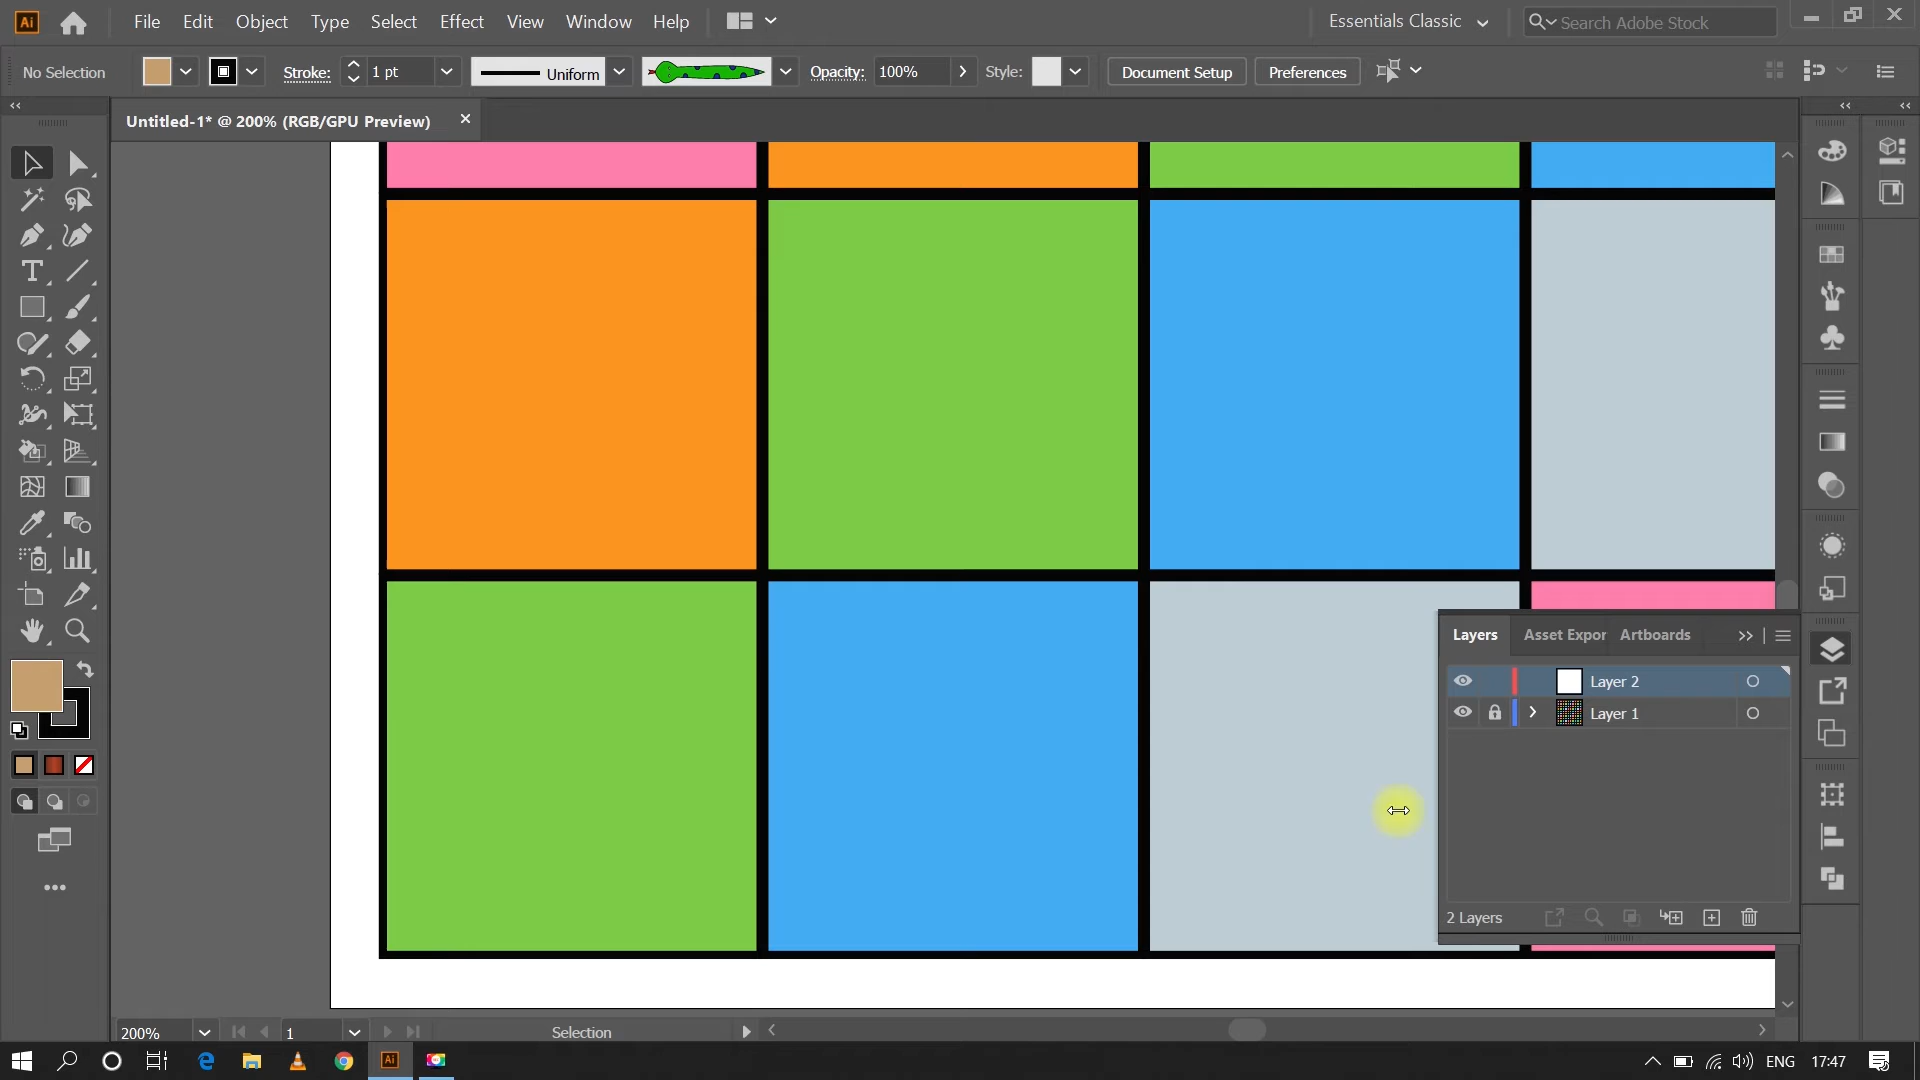 Ai File Edit Object Type Select Effect View Window Help Essentials Classic Search Adobe Stock
No Selection Stroke: 1 pt Uniform Opacity: 100% Style: Document Setup Preferences
Untitled-1* @ 200% (RGB/GPU Preview)
Layers Asset Expor Artboards
Layer 2
Layer 1
2 Layers
200% 1 Selection
Ai ENG 17:47